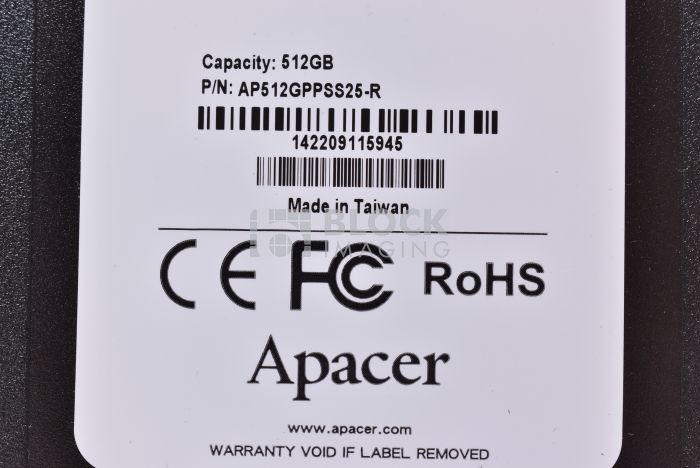 Capacity: 512GB
P/N: AP512GPPSS25-R
142209115945
Made in Taiwan
BLOCK
IMAGING
CE FC RoHS
Apacer
www.apacer.com
WARRANTY VOID IF LABEL REMOVED